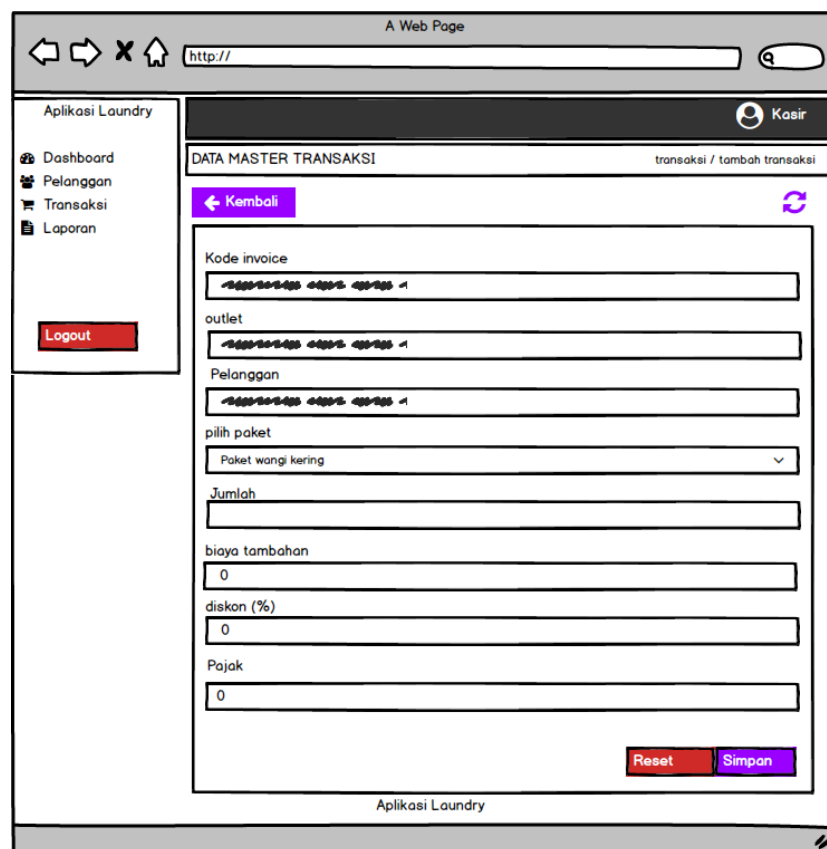 A Web Page
http://
Aplikasi Laundry
Kasir
Dashboard
Pelanggan
Transaksi
Laporan
Logout
DATA MASTER TRANSAKSI
transaksi / tambah transaksi
Kembali
Kode invoice
outlet
Pelanggan
pilih paket
Paket wangi kering
Jumlah
biaya tambahan
0
diskon (%)
0
Pajak
0
Reset
Simpan
Aplikasi Laundry